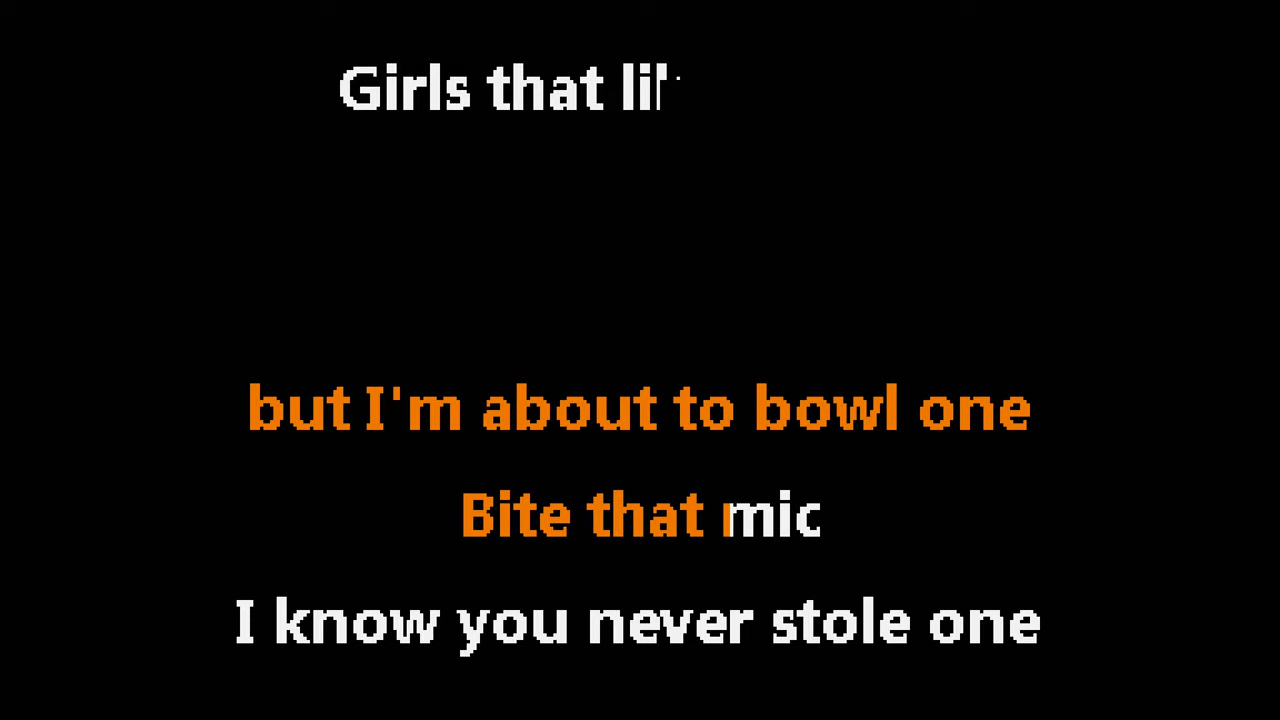 Girls that
but I'm about to bowl one
Bite that mic
I know you never stole one